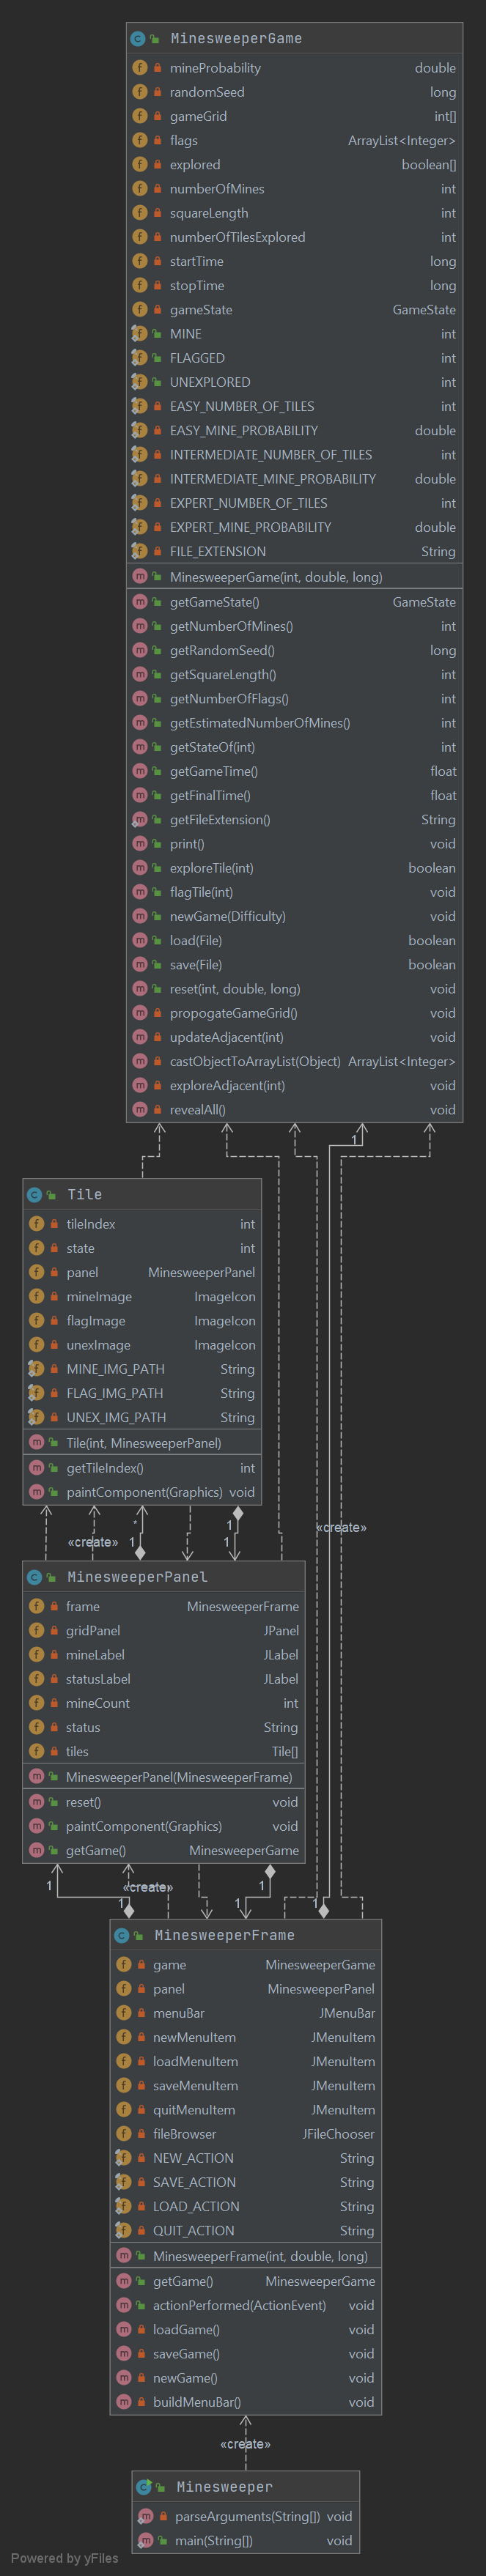 MinesweeperGame
mineProbability double
randomSeed long
gameGrid int[]
flags ArrayList<Integer>
explored boolean[]
numberOfMines int
squareLength int
numberOfTilesExplored int
startTime long
stopTime long
gameState GameState
MINE int
FLAGGED int
UNEXPLORED int
EASY_NUMBER_OF_TILES int
EASY_MINE_PROBABILITY double
INTERMEDIATE_NUMBER_OF_TILES int
INTERMEDIATE_MINE_PROBABILITY double
EXPERT_NUMBER_OF_TILES int
EXPERT_MINE_PROBABILITY double
FILE_EXTENSION String
MinesweeperGame(int, double, long)
getGameState() GameState
getNumberOfMines() int
getRandomSeed() long
getSquareLength() int
getNumberOfFlags() int
getEstimatedNumberOfMines() int
getStateOf(int) int
getGameTime() float
getFinalTime() float
getFileExtension() String
print() void
exploreTile(int) boolean
flagTile(int) void
newGame(Difficulty) void
load(File) boolean
save(File) boolean
reset(int, double, long) void
propogateGameGrid() void
updateAdjacent(int) void
castObjectToArrayList(Object) ArrayList<Integer>
exploreAdjacent(int) void
revealAll() void
1
Tile
tileIndex int
state int
panel MinesweeperPanel
mineImage ImageIcon
flagImage ImageIcon
unexImage ImageIcon
MINE_IMG_PATH String
FLAG_IMG_PATH String
UNEX_IMG_PATH String
Tile(int, MinesweeperPanel)
getTileIndex() int
paintComponent(Graphics) void
* 1
«create» 1 1 «create»
MinesweeperPanel
frame MinesweeperFrame
gridPanel JPanel
mineLabel JLabel
statusLabel JLabel
mineCount int
status String
tiles Tile[]
MinesweeperPanel(MinesweeperFrame)
reset() void
paintComponent(Graphics) void
getGame() MinesweeperGame
1 «create» 1
1 1 1
MinesweeperFrame
game MinesweeperGame
panel MinesweeperPanel
menuBar JMenuBar
newMenuItem JMenuItem
loadMenuItem JMenuItem
saveMenuItem JMenuItem
quitMenuItem JMenuItem
fileBrowser JFileChooser
NEW_ACTION String
SAVE_ACTION String
LOAD_ACTION String
QUIT_ACTION String
MinesweeperFrame(int, double, long)
getGame() MinesweeperGame
actionPerformed(ActionEvent) void
loadGame() void
saveGame() void
newGame() void
buildMenuBar() void
«create»
Minesweeper
parseArguments(String[]) void
main(String[]) void
Powered by yFiles